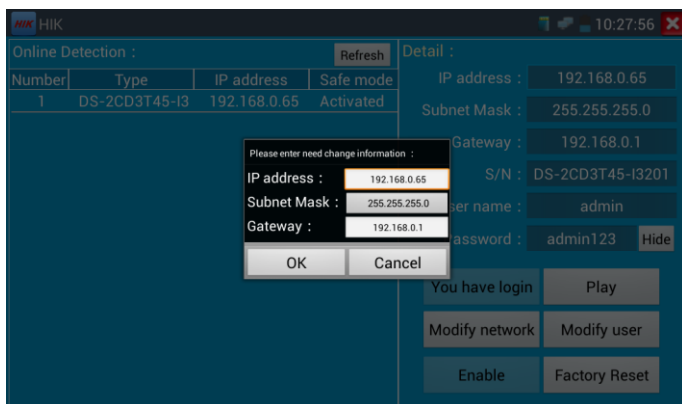 HIK HIK 10:27:56
Online Detection : Refresh
Number Type IP address Safe mode
1 DS-2CD3T45-I3 192.168.0.65 Activated
Detail :
IP address : 192.168.0.65
Subnet Mask : 255.255.255.0
Gateway : 192.168.0.1
S/N : DS-2CD3T45-I3201
ser name : admin
assword : admin123 Hide
You have login Play
Modify network Modify user
Enable Factory Reset
Please enter need change information :
IP address : 192.168.0.65
Subnet Mask : 255.255.255.0
Gateway : 192.168.0.1
OK Cancel